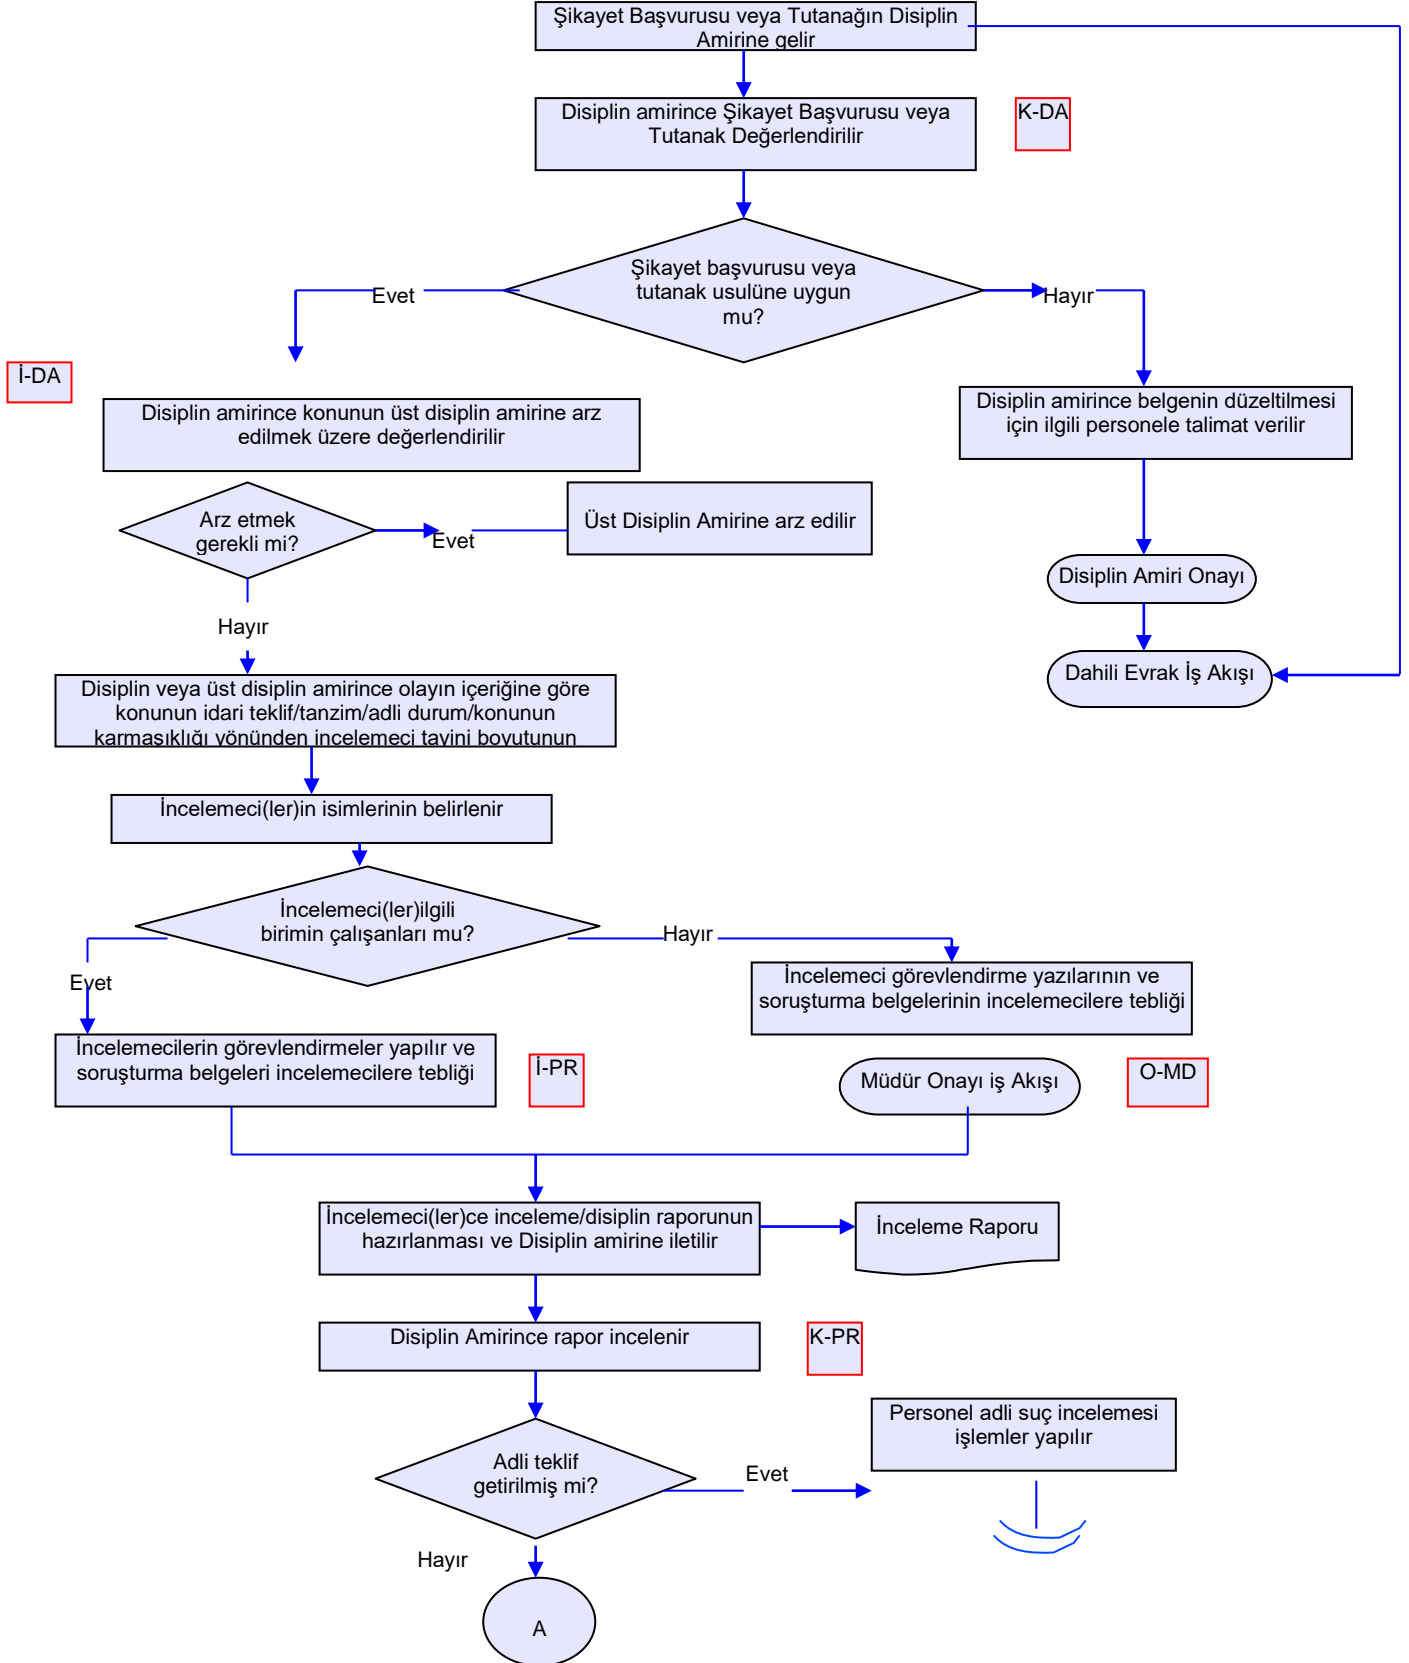 Şikayet Başvurusu veya Tutanağın Disiplin
Amirine gelir
Disiplin amirince Şikayet Başvurusu veya
Tutanak Değerlendirilir
K-DA
Şikayet başvurusu veya
tutanak usulüne uygun
mu?
Evet
Hayır
İ-DA
Disiplin amirince konunun üst disiplin amirine arz
edilmek üzere değerlendirilir
Disiplin amirince belgenin düzeltilmesi
için ilgili personele talimat verilir
Arz etmek
gerekli mi?
Evet
Üst Disiplin Amirine arz edilir
Disiplin Amiri Onayı
Hayır
Dahili Evrak İş Akışı
Disiplin veya üst disiplin amirince olayın içeriğine göre
konunun idari teklif/tanzim/adli durum/konunun
karmaşıklığı yönünden incelemeci tayini boyutunun
İncelemeci(ler)in isimlerinin belirlenir
İncelemeci(ler)ilgili
birimin çalışanları mu?
Hayır
Evet
İncelemeci görevlendirme yazılarının ve
soruşturma belgelerinin incelemecilere tebliği
İncelemecilerin görevlendirmeler yapılır ve
soruşturma belgeleri incelemecilere tebliği
İ-PR
Müdür Onayı iş Akışı
O-MD
İncelemeci(ler)ce inceleme/disiplin raporunun
hazırlanması ve Disiplin amirine iletilir
İnceleme Raporu
Disiplin Amirince rapor incelenir
K-PR
Personel adli suç incelemesi
işlemler yapılır
Adli teklif
getirilmiş mi?
Evet
Hayır
A